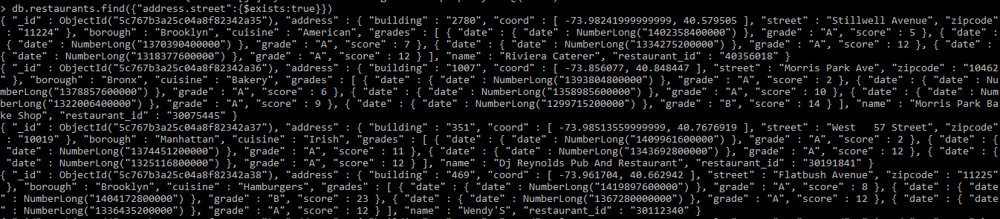 > db.restaurants.find({"address.street":{$exists:true}})
{ "_id" : ObjectId("5c767b3a25c04a8f82342a35"), "address" : { "building" : "2780", "coord" : [ -73.98241999999999, 40.579505 ], "street" : "Stillwell Avenue", "zipcode"
: "11224" }, "borough" : "Brooklyn", "cuisine" : "American", "grades" : [ { "date" : { "date" : NumberLong("1402358400000") }, "grade" : "A", "score" : 5 }, { "date" :
{ "date" : NumberLong("1370390400000") }, "grade" : "A", "score" : 7 }, { "date" : { "date" : NumberLong("1334275200000") }, "grade" : "A", "score" : 12 }, { "date" :
{ "date" : NumberLong("1318377600000") }, "grade" : "A", "score" : 12 } ], "name" : "Riviera Caterer", "restaurant_id" : "40356018" }
{ "_id" : ObjectId("5c767b3a25c04a8f82342a36"), "address" : { "building" : "1007", "coord" : [ -73.856077, 40.848447 ], "street" : "Morris Park Ave", "zipcode" : "10462
" }, "borough" : "Bronx", "cuisine" : "Bakery", "grades" : [ { "date" : { "date" : NumberLong("1393804800000") }, "grade" : "A", "score" : 2 }, { "date" : { "date" : Nu
mberLong("1378857600000") }, "grade" : "A", "score" : 6 }, { "date" : { "date" : NumberLong("1358985600000") }, "grade" : "A", "score" : 10 }, { "date" : { "date" : Num
berLong("1322006400000") }, "grade" : "A", "score" : 9 }, { "date" : { "date" : NumberLong("1299715200000") }, "grade" : "B", "score" : 14 } ], "name" : "Morris Park Ba
ke Shop", "restaurant_id" : "30075445" }
{ "_id" : ObjectId("5c767b3a25c04a8f82342a37"), "address" : { "building" : "351", "coord" : [ -73.98513559999999, 40.7676919 ], "street" : "West   57 Street", "zipcode"
: "10019" }, "borough" : "Manhattan", "cuisine" : "Irish", "grades" : [ { "date" : { "date" : NumberLong("1409961600000") }, "grade" : "A", "score" : 2 }, { "date" : {
"date" : NumberLong("1374451200000") }, "grade" : "A", "score" : 11 }, { "date" : { "date" : NumberLong("1343692800000") }, "grade" : "A", "score" : 12 }, { "date" : {
"date" : NumberLong("1325116800000") }, "grade" : "A", "score" : 12 } ], "name" : "Dj Reynolds Pub And Restaurant", "restaurant_id" : "30191841" }
{ "_id" : ObjectId("5c767b3a25c04a8f82342a38"), "address" : { "building" : "469", "coord" : [ -73.961704, 40.662942 ], "street" : "Flatbush Avenue", "zipcode" : "11225"
}, "borough" : "Brooklyn", "cuisine" : "Hamburgers", "grades" : [ { "date" : { "date" : NumberLong("1419897600000") }, "grade" : "A", "score" : 8 }, { "date" : { "date
" : NumberLong("1404172800000") }, "grade" : "B", "score" : 23 }, { "date" : { "date" : NumberLong("1367280000000") }, "grade" : "A", "score" : 12 }, { "date" : { "date
" : NumberLong("1336435200000") }, "grade" : "A", "score" : 12 } ], "name" : "Wendy'S", "restaurant_id" : "30112340" }